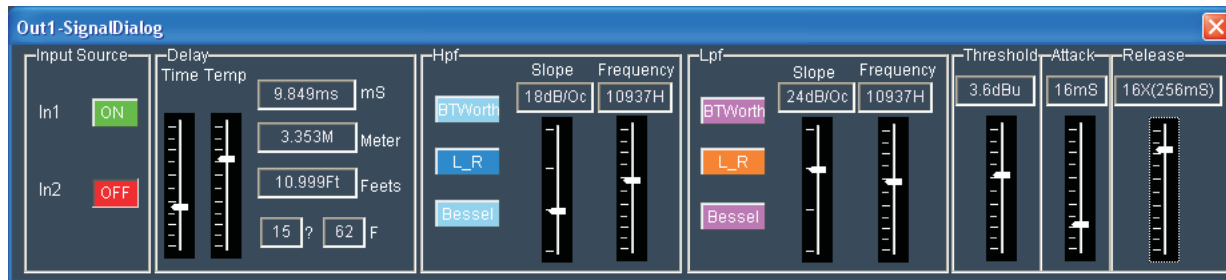 Out1-SignalDialog
Input Source
In1 ON
In2 OFF
Delay
Time Temp
9.849ms mS
3.353M Meter
10.999Ft Feets
15 ? 62 F
Hpf
Slope Frequency
18dB/Oc 10937H
BTWorth
L_R
Bessel
Lpf
Slope Frequency
24dB/Oc 10937H
BTWorth
L_R
Bessel
Threshold
3.6dBu
Attack
16mS
Release
16X(256mS)